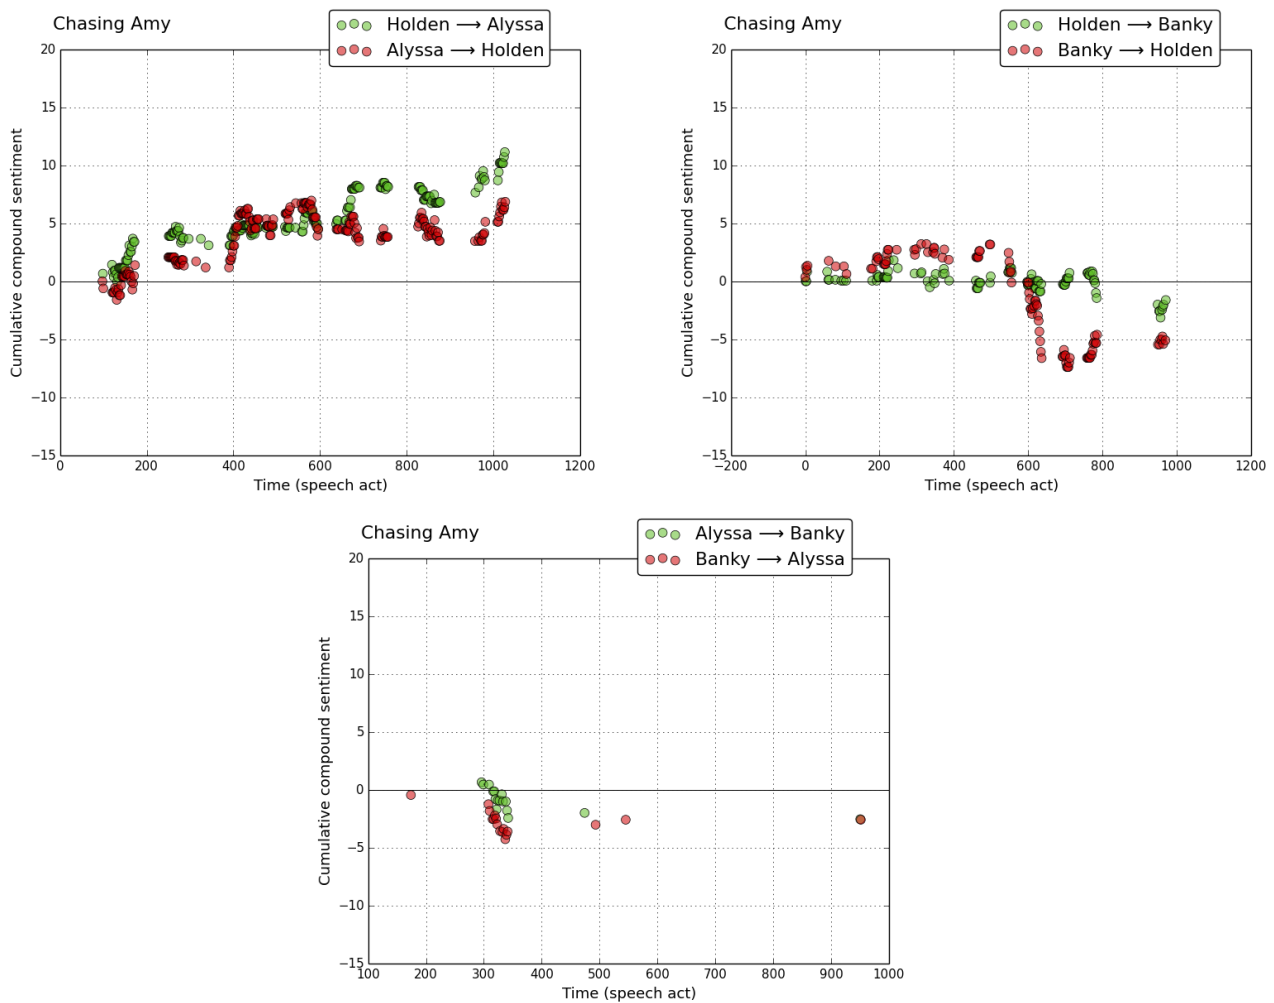 Chasing Amy
Holden ⟶ Alyssa
Alyssa ⟶ Holden
20
15
10
5
0
−5
−10
−15
Cumulative compound sentiment
0 200 400 600 800 1000 1200
Time (speech act)
Chasing Amy
Holden ⟶ Banky
Banky ⟶ Holden
20
15
10
5
0
−5
−10
−15
Cumulative compound sentiment
−200 0 200 400 600 800 1000 1200
Time (speech act)
Chasing Amy
Alyssa ⟶ Banky
Banky ⟶ Alyssa
20
15
10
5
0
−5
−10
−15
Cumulative compound sentiment
100 200 300 400 500 600 700 800 900 1000
Time (speech act)